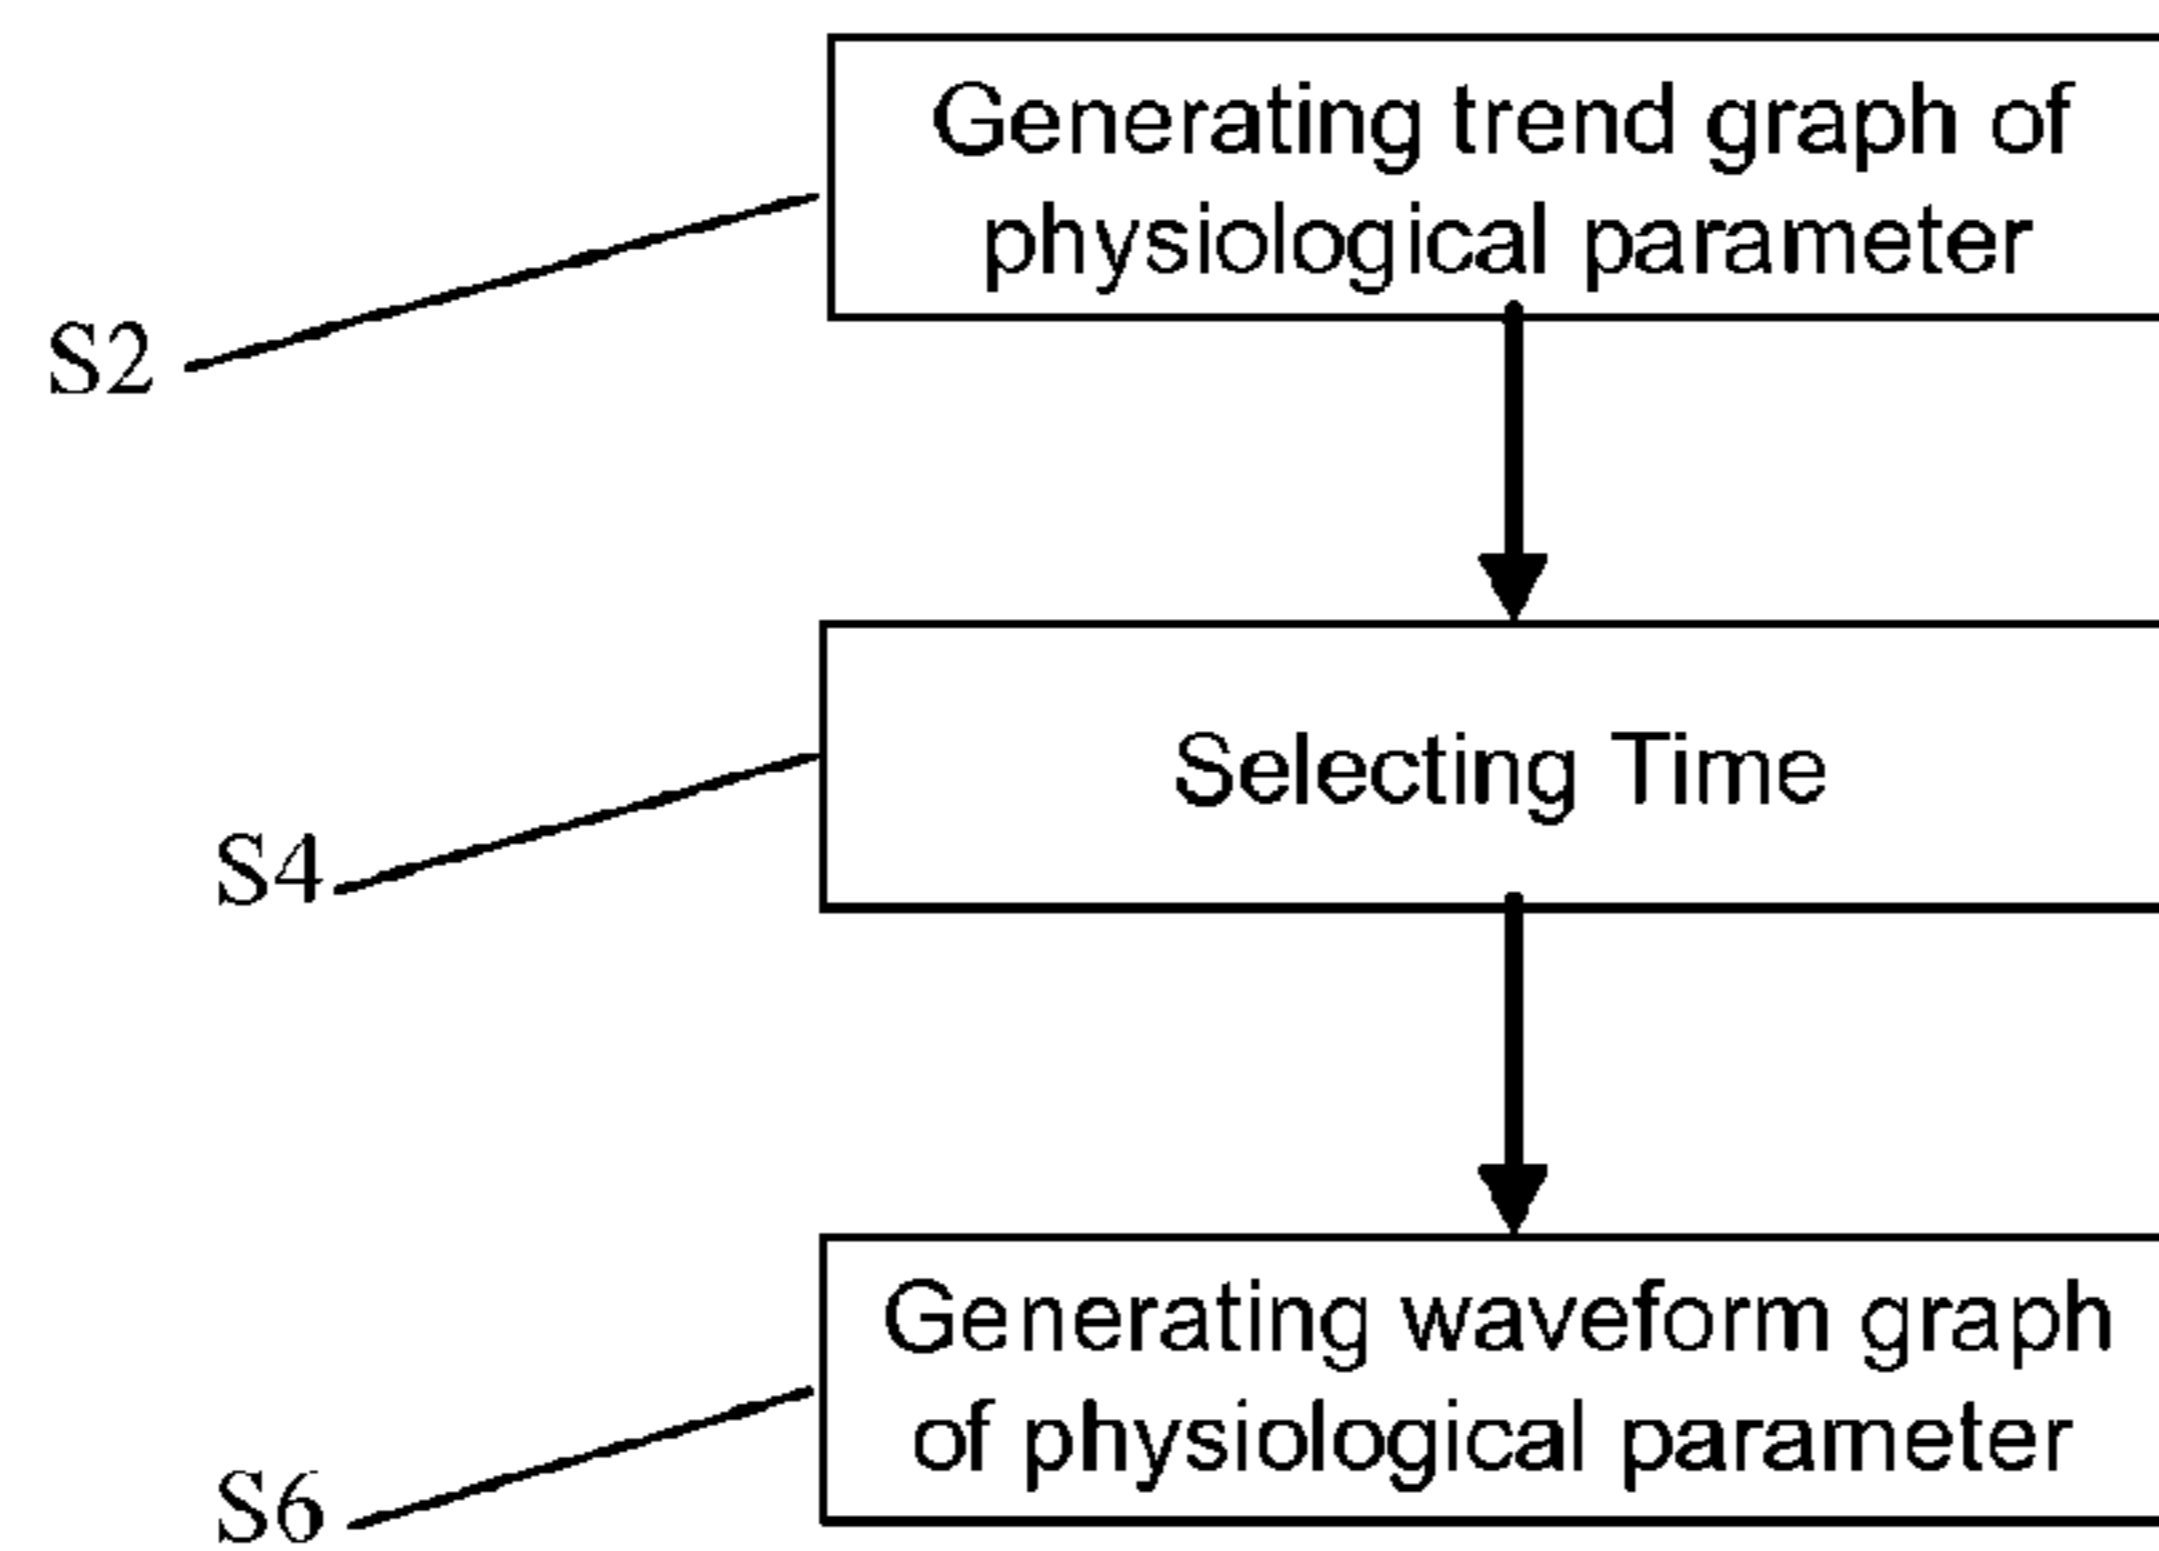 Generating trend graph of
physiological parameter
S2
Selecting Time
S4
Generating waveform graph
of physiological parameter
S6